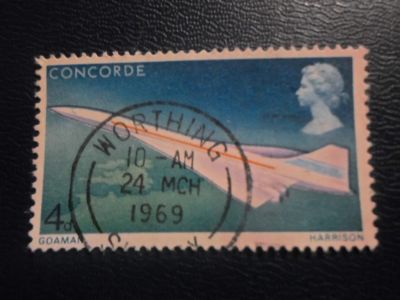 CONCORDE
WORTHING
10-AM
24 MCH
1969
4d
GOAMAN
HARRISON